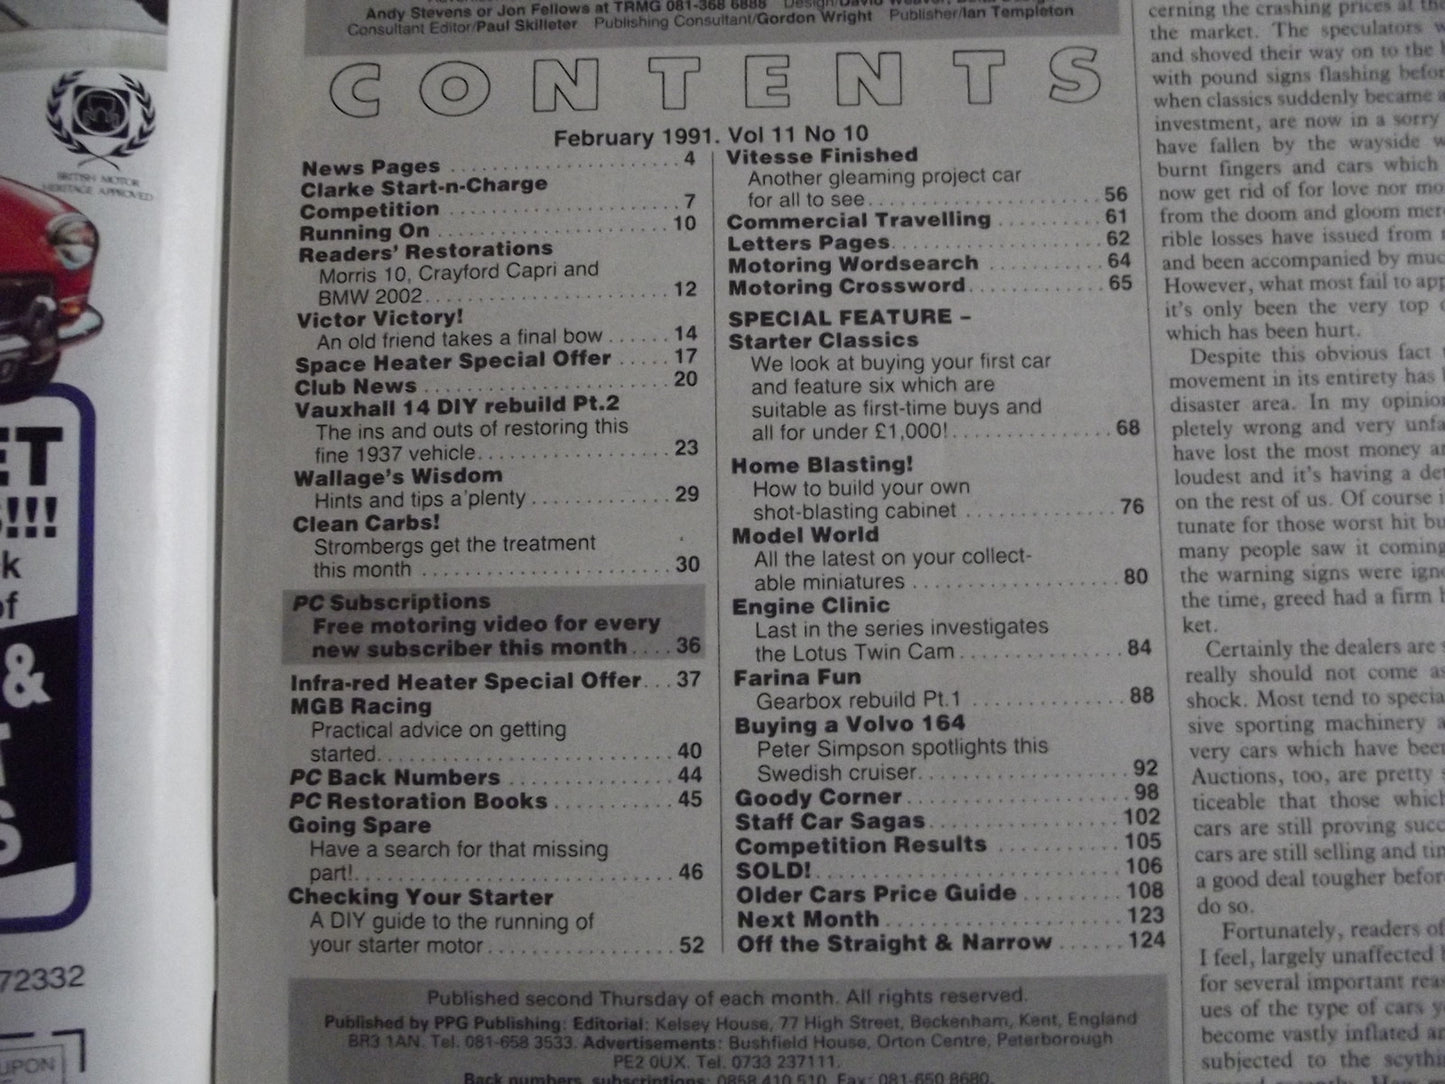 Andy Stevens or Jon Fellows at TRMG 081-368 6888
Consultant Editor/Paul Skilleter Publishing Consultant/Gordon Wright Publisher/Ian Templeton
CONTENTS
February 1991. Vol 11 No 10
News Pages 4
Clarke Start-n-Charge
Competition 7
Running On 10
Readers' Restorations
Morris 10, Crayford Capri and
BMW 2002 12
Victor Victory!
An old friend takes a final bow 14
Space Heater Special Offer 17
Club News 20
Vauxhall 14 DIY rebuild Pt.2
The ins and outs of restoring this
fine 1937 vehicle 23
Wallage's Wisdom
Hints and tips a'plenty 29
Clean Carbs!
Strombergs get the treatment
this month 30
PC Subscriptions
Free motoring video for every
new subscriber this month 36
Infra-red Heater Special Offer 37
MGB Racing
Practical advice on getting
started 40
PC Back Numbers 44
PC Restoration Books 45
Going Spare
Have a search for that missing
part! 46
Checking Your Starter
A DIY guide to the running of
your starter motor 52
Vitesse Finished
Another gleaming project car
for all to see 56
Commercial Travelling 61
Letters Pages 62
Motoring Wordsearch 64
Motoring Crossword 65
SPECIAL FEATURE –
Starter Classics
We look at buying your first car
and feature six which are
suitable as first-time buys and
all for under £1,000! 68
Home Blasting!
How to build your own
shot-blasting cabinet 76
Model World
All the latest on your collect-
able miniatures 80
Engine Clinic
Last in the series investigates
the Lotus Twin Cam 84
Farina Fun
Gearbox rebuild Pt.1 88
Buying a Volvo 164
Peter Simpson spotlights this
Swedish cruiser 92
Goody Corner 98
Staff Car Sagas 102
Competition Results 105
SOLD! 106
Older Cars Price Guide 108
Next Month 123
Off the Straight & Narrow 124
Published second Thursday of each month. All rights reserved.
Published by PPG Publishing: Editorial: Kelsey House, 77 High Street, Beckenham, Kent, England
BR3 1AN. Tel. 081-658 3533. Advertisements: Bushfield House, Orton Centre, Peterborough
PE2 0UX. Tel. 0733 237111.
Back numbers, subscriptions: 0858 410 510. Fax: 081-650 8680.
cerning the crashing prices at the
the market. The speculators
and shoved their way on to the
with pound signs flashing
when classics suddenly became
investment, are now in a sorry
have fallen by the wayside
burnt fingers and cars which
now get rid of for love nor
from the doom and gloom
rible losses have issued from
and been accompanied by
However, what most fail to
it's only been the very top
which has been hurt.
Despite this obvious fact
movement in its entirety has
disaster area. In my opinion
pletely wrong and very
have lost the most money
loudest and it's having a
on the rest of us. Of course
tunate for those worst hit
many people saw it coming
the warning signs were
the time, greed had a firm
ket.
Certainly the dealers are
really should not come as
shock. Most tend to
sive sporting machinery
very cars which have been
Auctions, too, are pretty
ticeable that those which
cars are still proving
cars are still selling and
a good deal tougher
do so.
Fortunately, readers of
I feel, largely unaffected
for several important
ues of the type of cars
become vastly inflated
subjected to the
BRITISH MOTOR
HERITAGE APPROVED
ET
!!!
k
of
&
T
S
72332
UPON